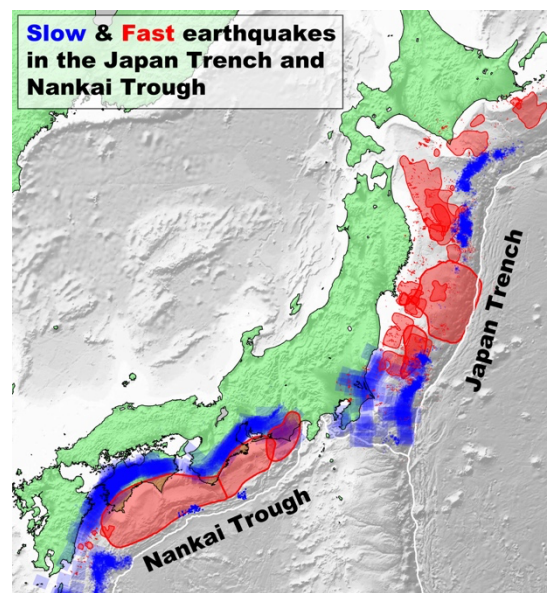 Slow & Fast earthquakes
in the Japan Trench and
Nankai Trough
Japan Trench
Nankai Trough